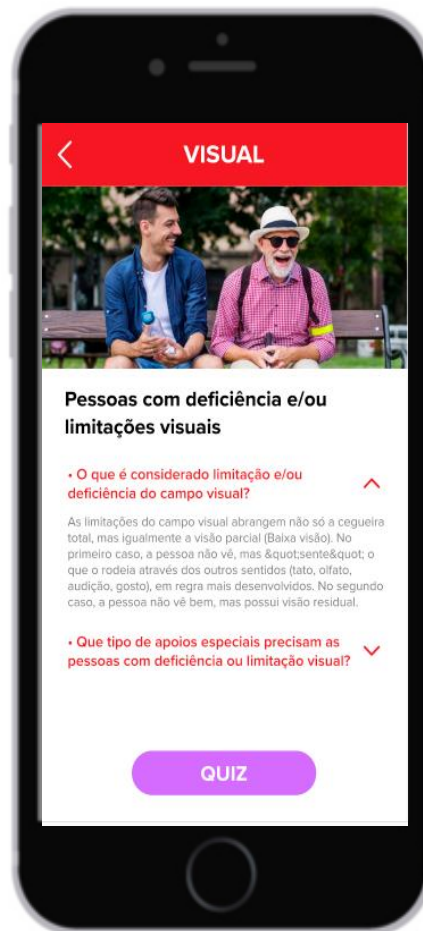 VISUAL
Pessoas com deficiência e/ou
limitações visuais
• O que é considerado limitação e/ou
deficiência do campo visual?
As limitações do campo visual abrangem não só a cegueira
total, mas igualmente a visão parcial (Baixa visão). No
primeiro caso, a pessoa não vê, mas &quot;sente&quot; o
que o rodeia através dos outros sentidos (tato, olfato,
audição, gosto), em regra mais desenvolvidos. No segundo
caso, a pessoa não vê bem, mas possui visão residual.
• Que tipo de apoios especiais precisam as
pessoas com deficiência ou limitação visual?
QUIZ